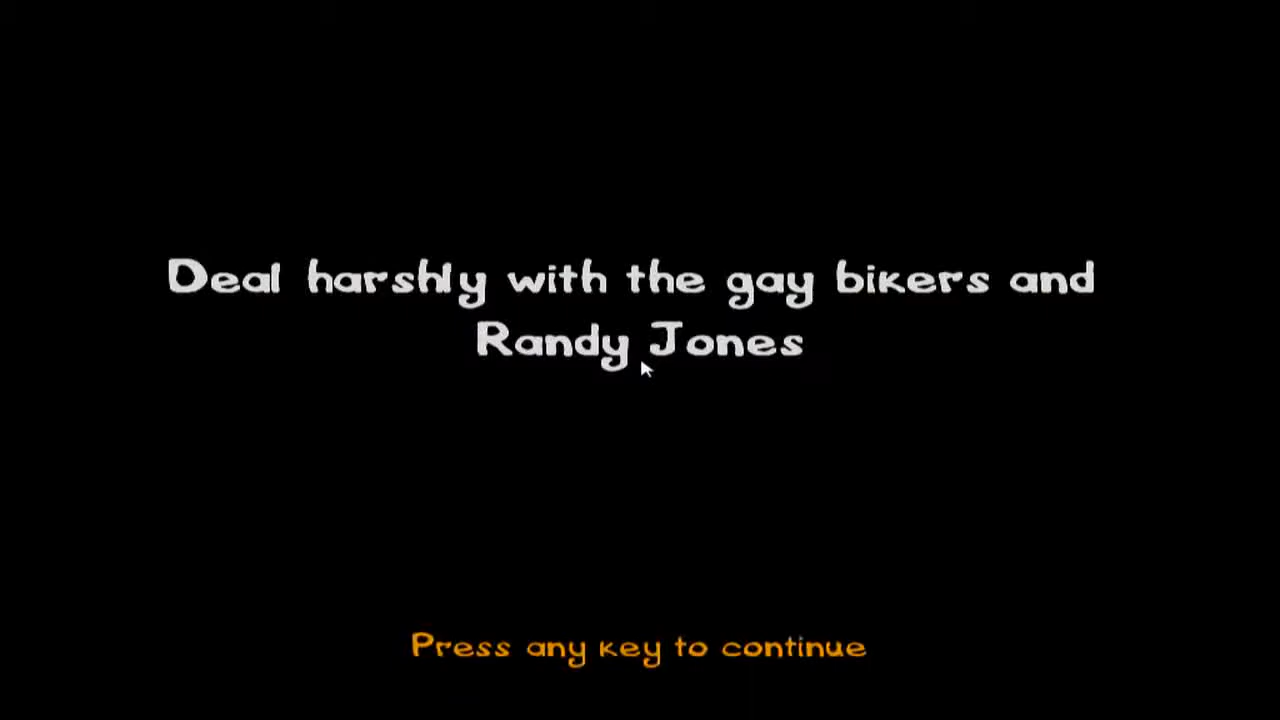 Deal harshly with the gay bikers and
Randy Jones
Press any key to continue